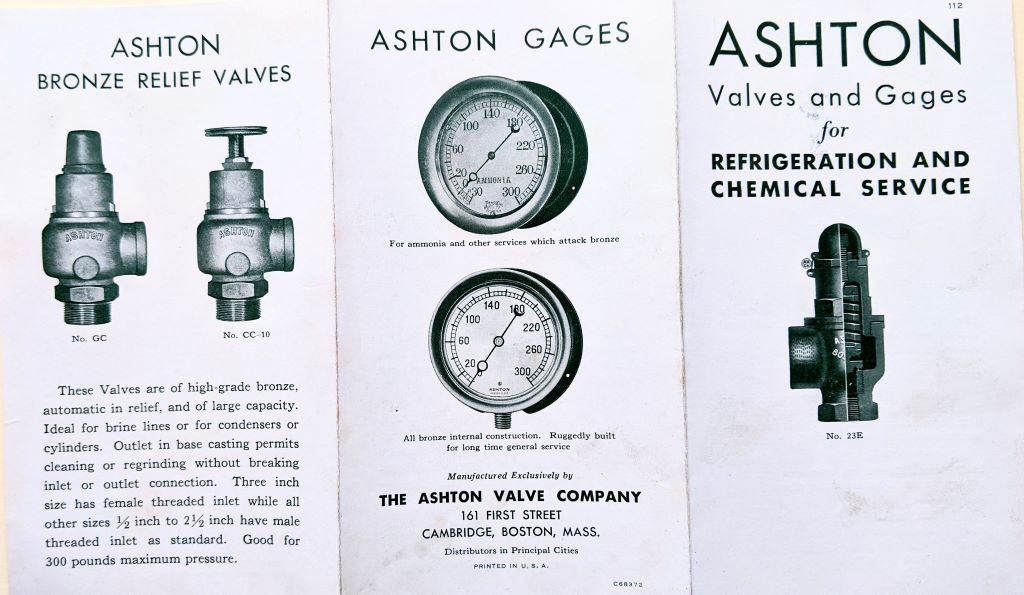 ASHTON
BRONZE RELIEF VALVES
ASHTON
ASHTON
No. GC
No. CC-10
These Valves are of high-grade bronze,
automatic in relief, and of large capacity.
Ideal for brine lines or for condensers or
cylinders. Outlet in base casting permits
cleaning or regrinding without breaking
inlet or outlet connection. Three inch
size has female threaded inlet while all
other sizes ½ inch to 2½ inch have male
threaded inlet as standard. Good for
300 pounds maximum pressure.
ASHTON GAGES
140
180
100
220
60
260
20
AMMONIA
0
30
300
For ammonia and other services which attack bronze
140
180
100
220
60
260
20
300
0
ASHTON
All bronze internal construction. Ruggedly built
for long time general service
Manufactured Exclusively by
THE ASHTON VALVE COMPANY
161 FIRST STREET
CAMBRIDGE, BOSTON, MASS.
Distributors in Principal Cities
PRINTED IN U. S. A.
C68372
112
ASHTON
Valves and Gages
for
REFRIGERATION AND
CHEMICAL SERVICE
No. 23E